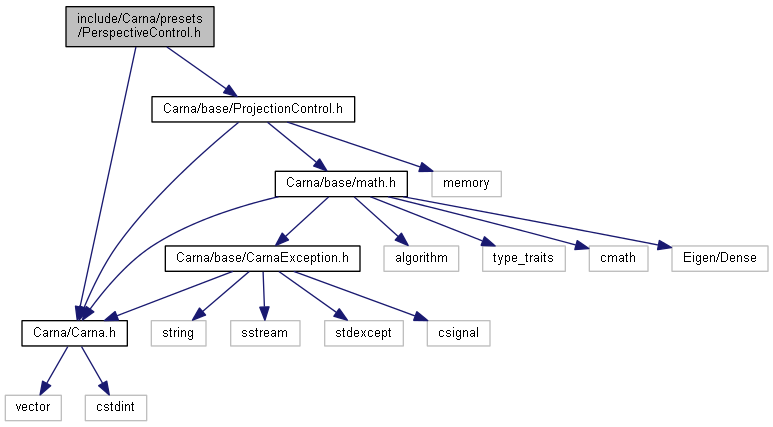 include/Carna/presets
/PerspectiveControl.h
Carna/base/ProjectionControl.h
Carna/base/math.h
memory
Carna/base/CarnaException.h
algorithm
type_traits
cmath
Eigen/Dense
Carna/Carna.h
string
sstream
stdexcept
csignal
vector
cstdint